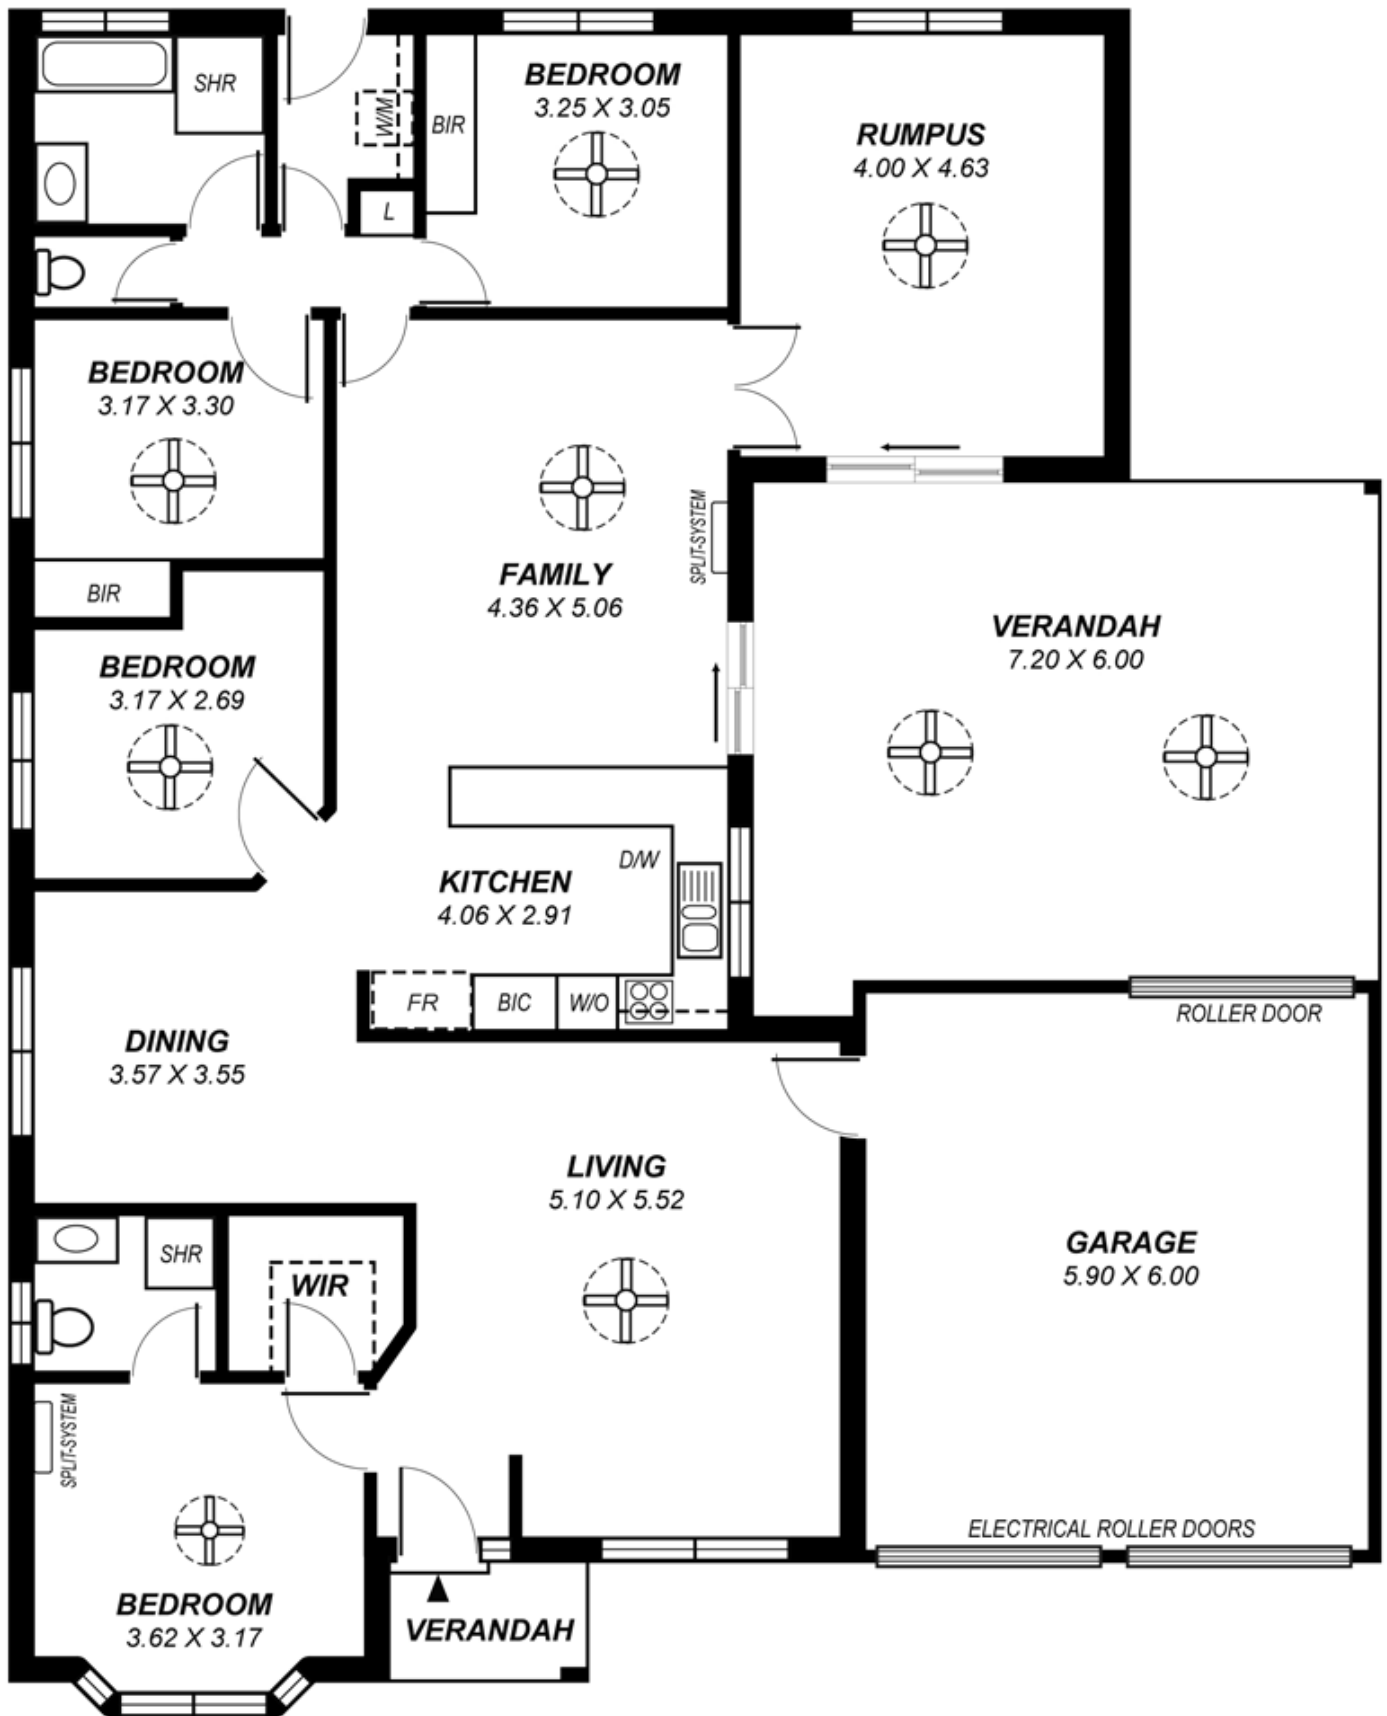 SHR
W/M
BIR
BEDROOM
3.25 X 3.05
RUMPUS
4.00 X 4.63
L
BEDROOM
3.17 X 3.30
BIR
FAMILY
4.36 X 5.06
SPLIT-SYSTEM
VERANDAH
7.20 X 6.00
BEDROOM
3.17 X 2.69
KITCHEN
4.06 X 2.91
D/W
FR
BIC
W/O
ROLLER DOOR
DINING
3.57 X 3.55
LIVING
5.10 X 5.52
GARAGE
5.90 X 6.00
SHR
WIR
SPLIT-SYSTEM
ELECTRICAL ROLLER DOORS
BEDROOM
3.62 X 3.17
VERANDAH